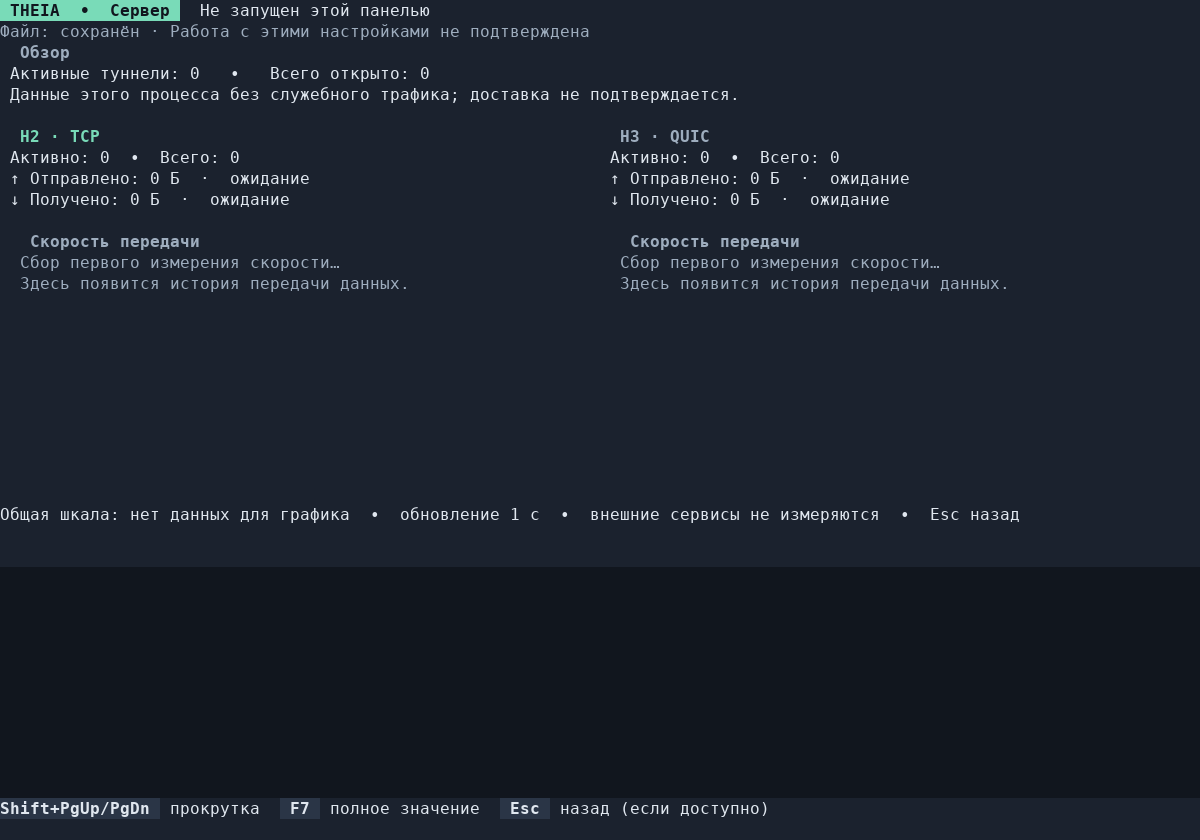 THEIA • Сервер Не запущен этой панелью
Файл: сохранён · Работа с этими настройками не подтверждена
Обзор
Активные туннели: 0 • Всего открыто: 0
Данные этого процесса без служебного трафика; доставка не подтверждается.
H2 · TCP H3 · QUIC
Активно: 0 • Всего: 0 Активно: 0 • Всего: 0
↑ Отправлено: 0 Б · ожидание ↑ Отправлено: 0 Б · ожидание
↓ Получено: 0 Б · ожидание ↓ Получено: 0 Б · ожидание
Скорость передачи Скорость передачи
Сбор первого измерения скорости… Сбор первого измерения скорости…
Здесь появится история передачи данных. Здесь появится история передачи данных.
Общая шкала: нет данных для графика • обновление 1 с • внешние сервисы не измеряются • Esc назад
Shift+PgUp/PgDn прокрутка F7 полное значение Esc назад (если доступно)